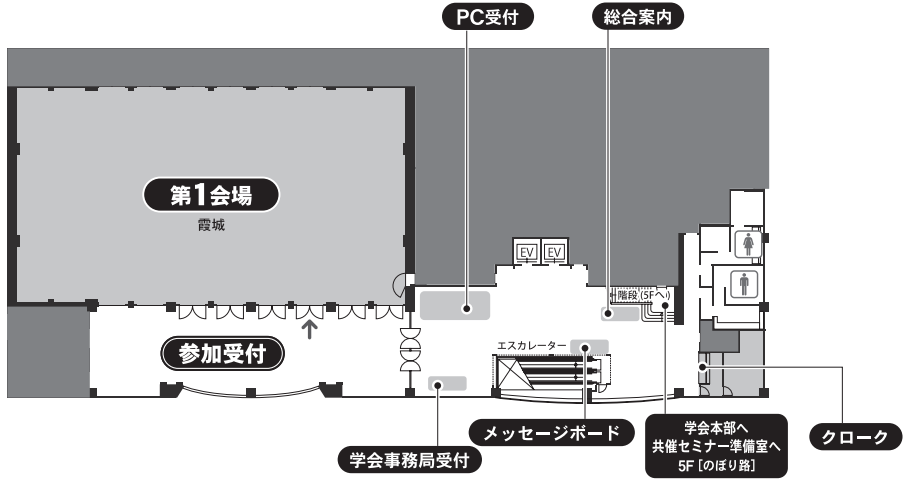 PC受付
総合案内
第1会場
霞城
EV
EV
階段(5Fへ)
エスカレーター
参加受付
メッセージボード
学会事務局受付
学会本部へ
共催セミナー準備室へ
5F[のぼり路]
クローク